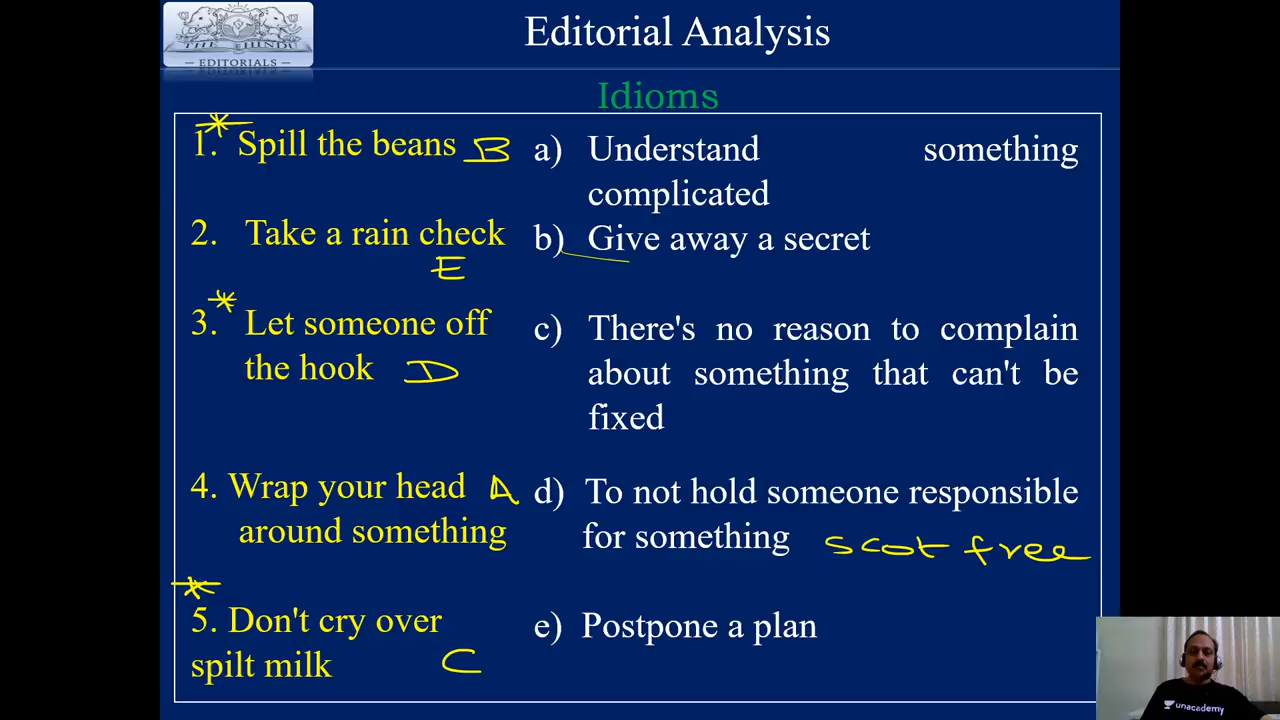 THE HINDU
— EDITORIALS —
Editorial Analysis
Idioms
1. * Spill the beans B
2. Take a rain check
E
3. * Let someone off
the hook D
4. Wrap your head A
around something
*
5. Don't cry over
spilt milk C
a) Understand something
complicated
b) Give away a secret
c) There's no reason to complain
about something that can't be
fixed
d) To not hold someone responsible
for something scot free
e) Postpone a plan
unacademy